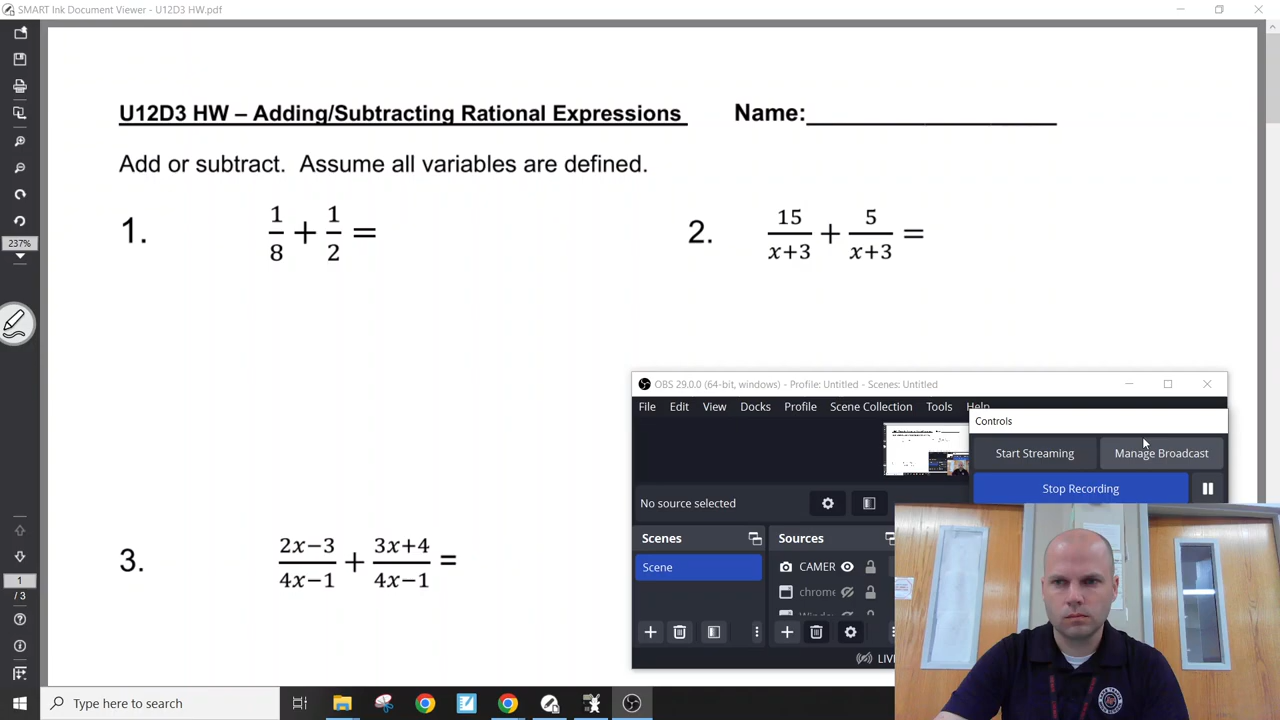 SMART Ink Document Viewer - U12D3 HW.pdf
U12D3 HW – Adding/Subtracting Rational Expressions Name:____________________
Add or subtract. Assume all variables are defined.
1. 1/8 + 1/2 =
2. 15/(x+3) + 5/(x+3) =
3. (2x−3)/(4x−1) + (3x+4)/(4x−1) =
237%
1
/ 3
OBS 29.0.0 (64-bit, windows) - Profile: Untitled - Scenes: Untitled
File Edit View Docks Profile Scene Collection Tools Help
Controls
Start Streaming Manage Broadcast
Stop Recording
No source selected
Scenes
Scene
Sources
CAMER
chrome
LIV
Type here to search